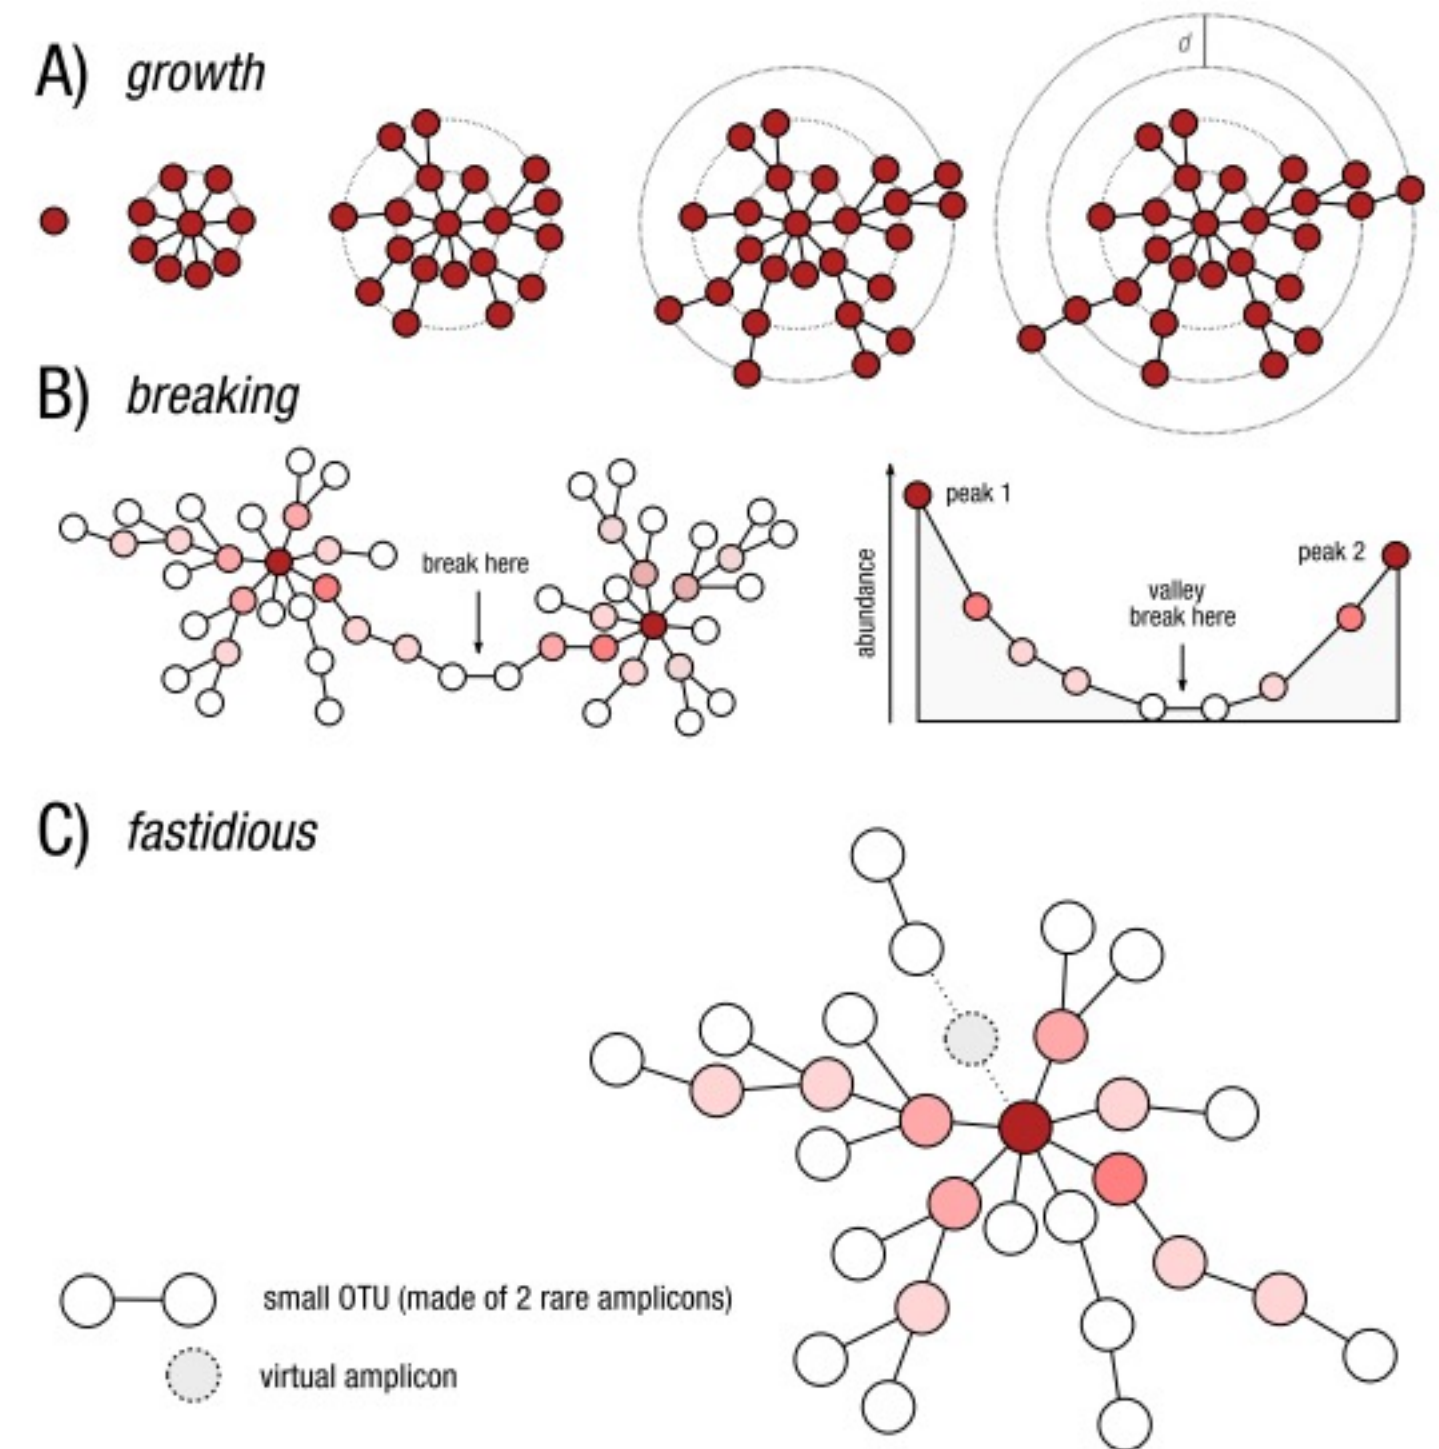 A) growth
d
B) breaking
break here
abundance
peak 1
peak 2
valley
break here
C) fastidious
small OTU (made of 2 rare amplicons)
virtual amplicon